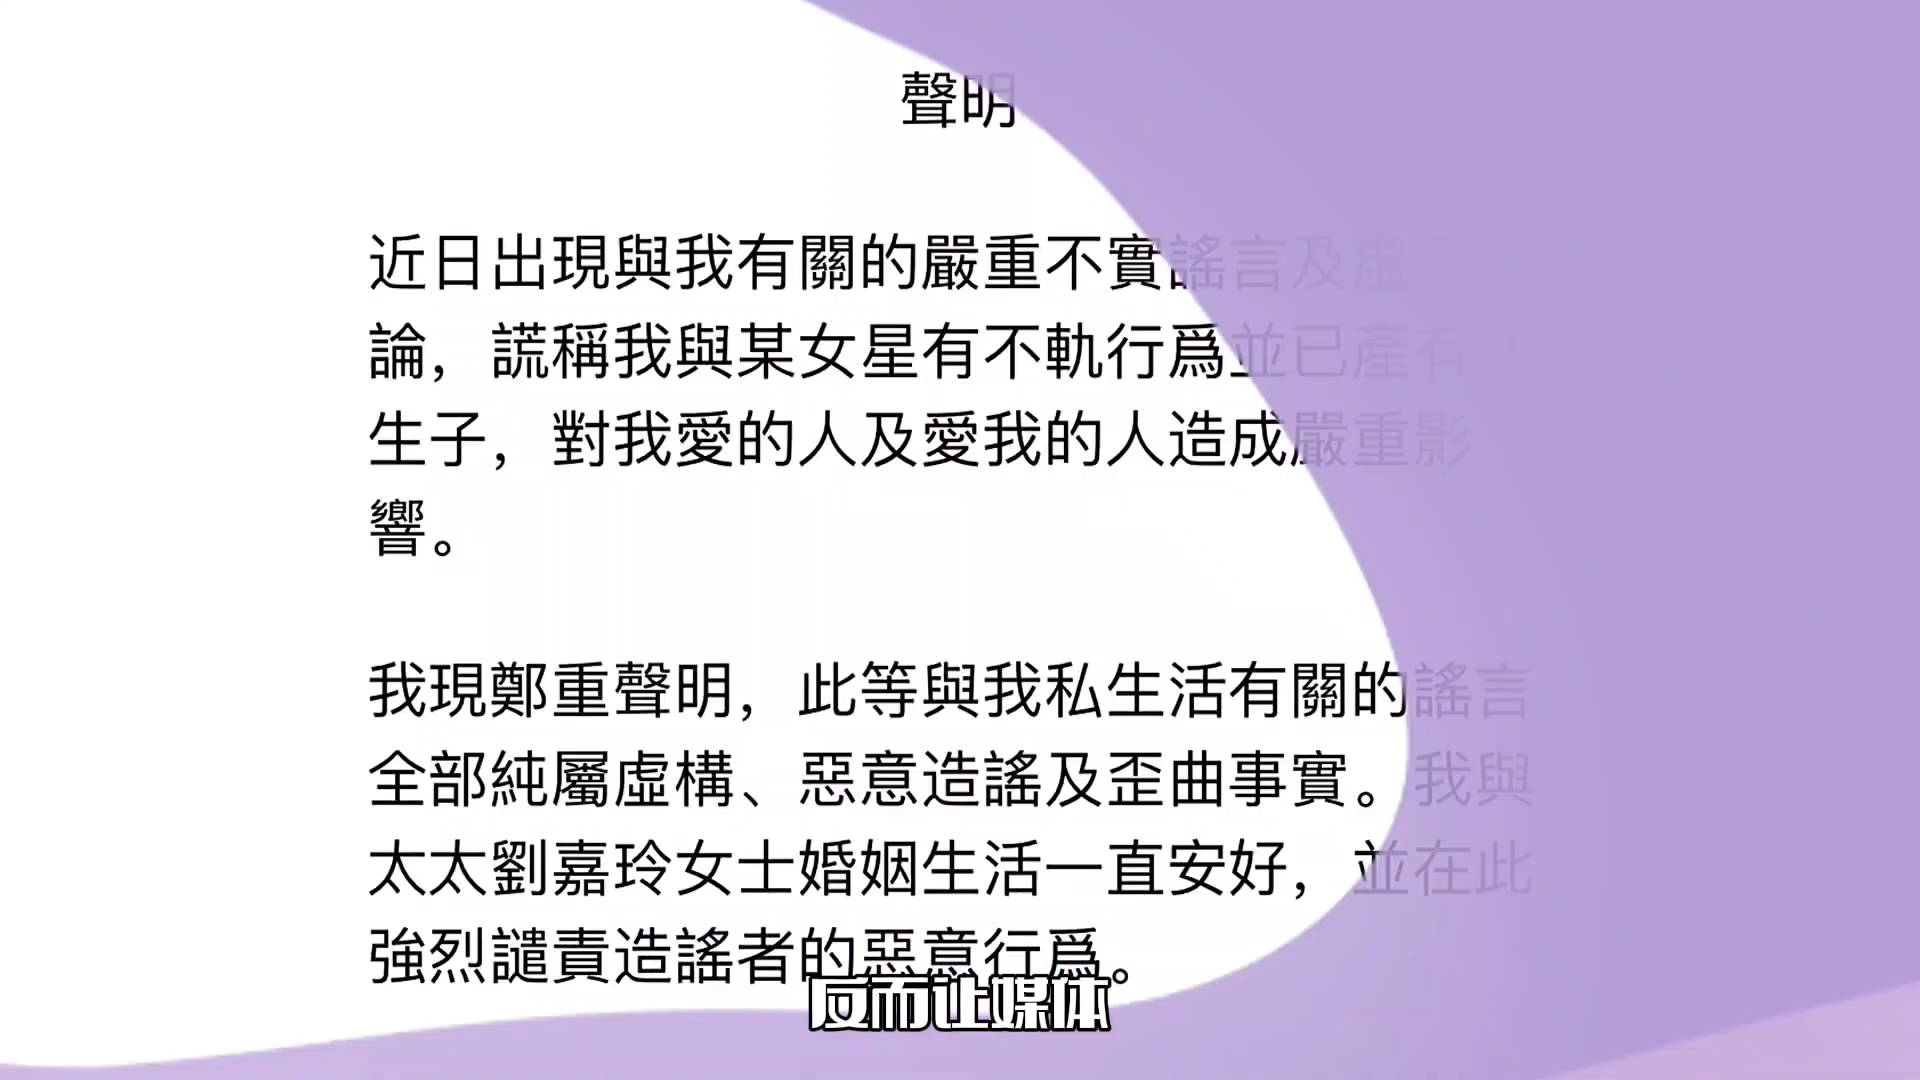 聲明
近日出現與我有關的嚴重不實謠言及虛
論，謊稱我與某女星有不軌行爲並已產有
生子，對我愛的人及愛我的人造成嚴重影
響。
我現鄭重聲明，此等與我私生活有關的謠言
全部純屬虛構、惡意造謠及歪曲事實。我與
太太劉嘉玲女士婚姻生活一直安好，並在此
強烈譴責造謠者的惡意行爲。
反而让媒体